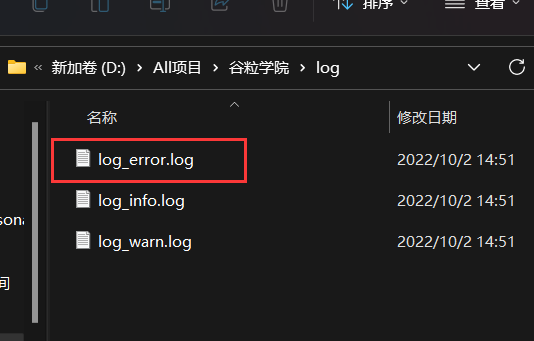 排序
查看
新加卷 (D:) > All项目 > 谷粒学院 > log
名称
修改日期
log_error.log
2022/10/2 14:51
log_info.log
2022/10/2 14:51
log_warn.log
2022/10/2 14:51
sona
间